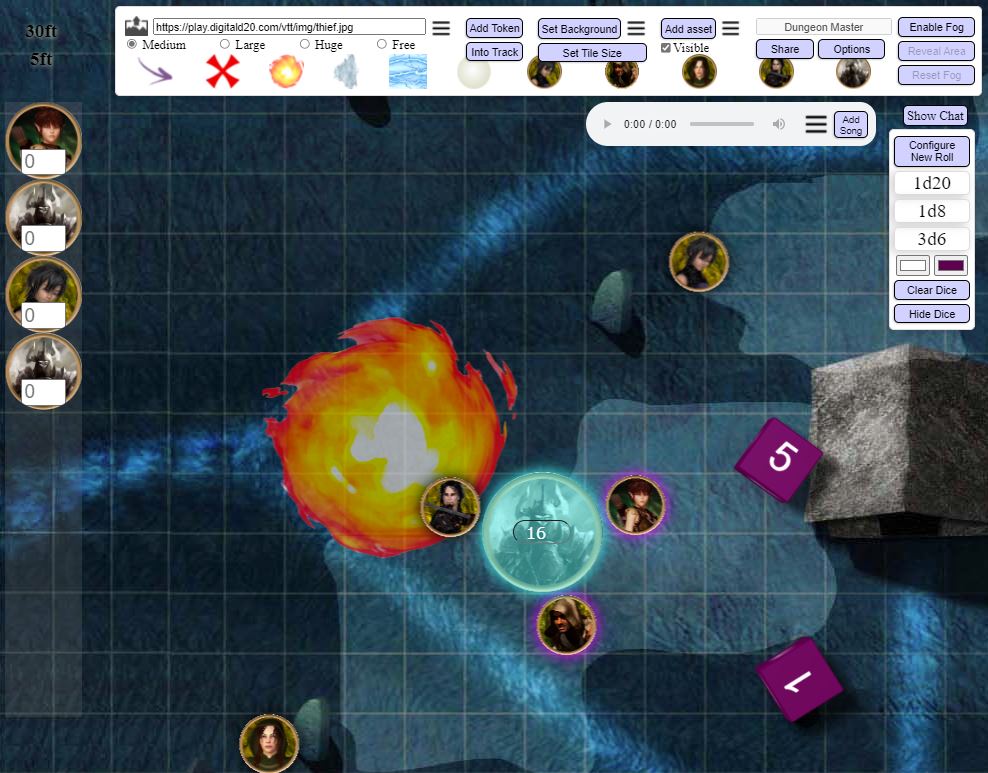 30ft
5ft
https://play.digitald20.com/vtt/img/thief.jpg
Medium
Large
Huge
Free
Add Token
Into Track
Set Background
Set Tile Size
Add asset
Visible
Dungeon Master
Share
Options
Enable Fog
Reveal Area
Reset Fog
0:00 / 0:00
Add
Song
Show Chat
Configure
New Roll
1d20
1d8
3d6
Clear Dice
Hide Dice
0
0
0
0
5
16
1